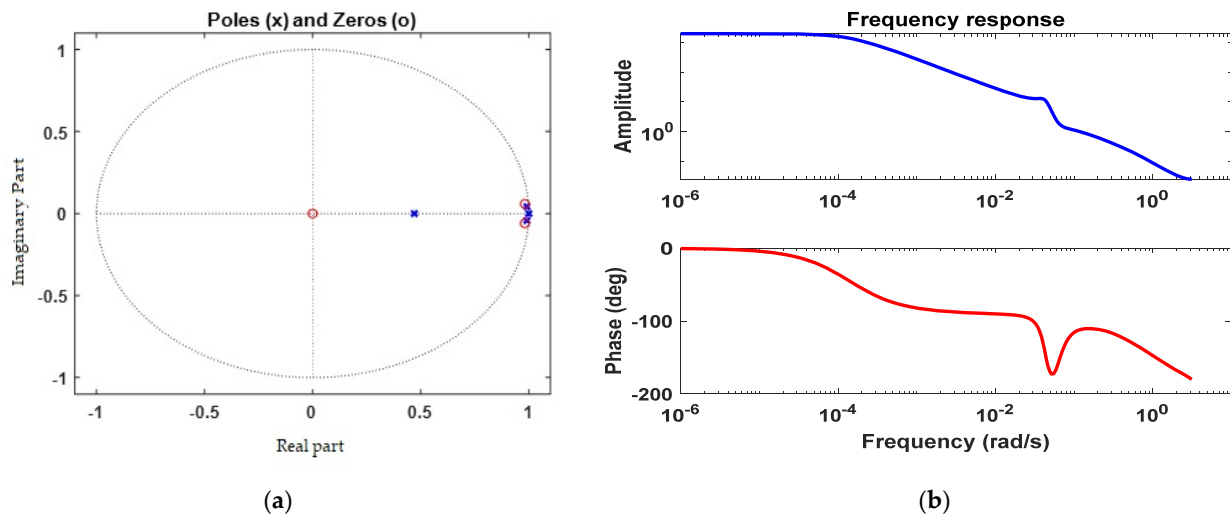 Poles (x) and Zeros (o)
1
0.5
0
-0.5
-1
Imaginary Part
-1
-0.5
0
0.5
1
Real part
(a)
Frequency response
Amplitude
10^0
10^-6
10^-4
10^-2
10^0
0
-100
-200
Phase (deg)
10^-6
10^-4
10^-2
10^0
Frequency (rad/s)
(b)